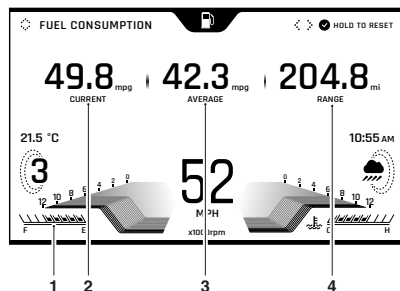 FUEL CONSUMPTION
HOLD TO RESET
49.8 mpg 42.3 mpg 204.8 mi
CURRENT AVERAGE RANGE
21.5 °C 10:55 AM
3
52
MPH
x1000rpm
12 10 8 6 4 2 0
0 2 4 6 8 10 12
F E
C H
1 2 3 4